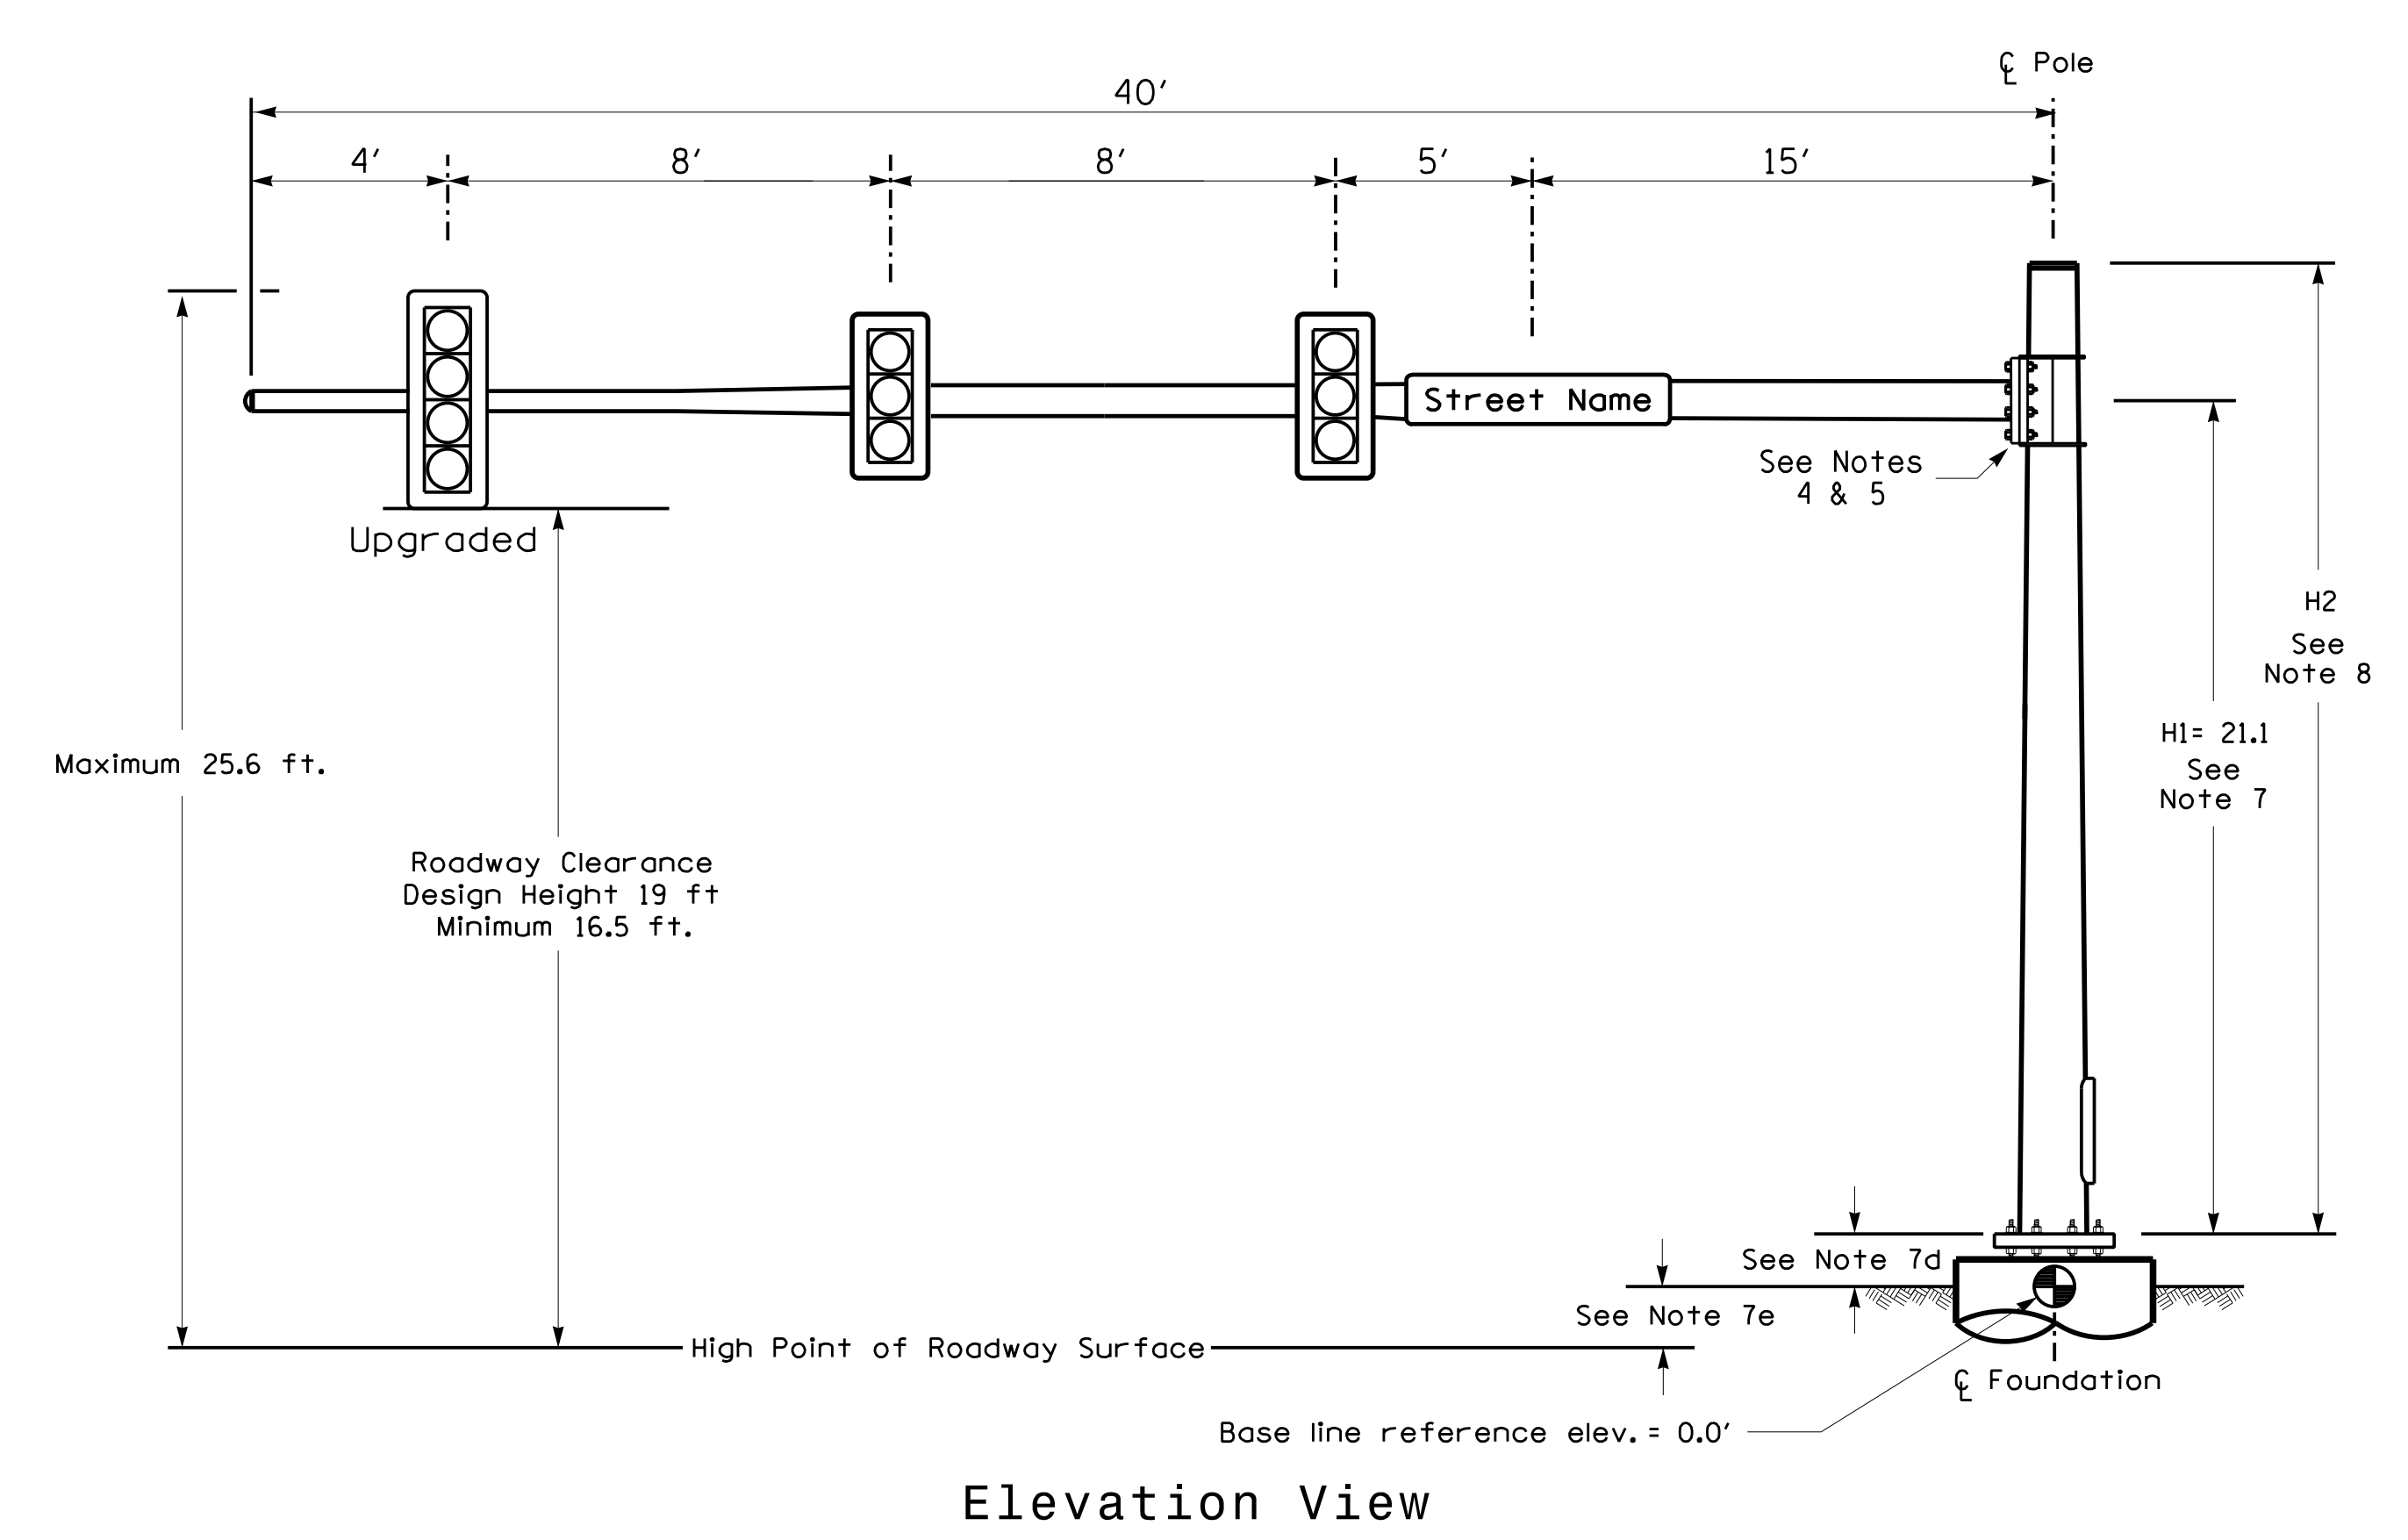 ℄ Pole
40'
4' 8' 8' 5' 15'
Street Name
See Notes
4 & 5
Upgraded
H2
See
Note 8
H1= 21.1
See
Note 7
Maximum 25.6 ft.
Roadway Clearance
Design Height 19 ft
Minimum 16.5 ft.
See Note 7d
See Note 7e
High Point of Roadway Surface
℄ Foundation
Base line reference elev. = 0.0'
Elevation View